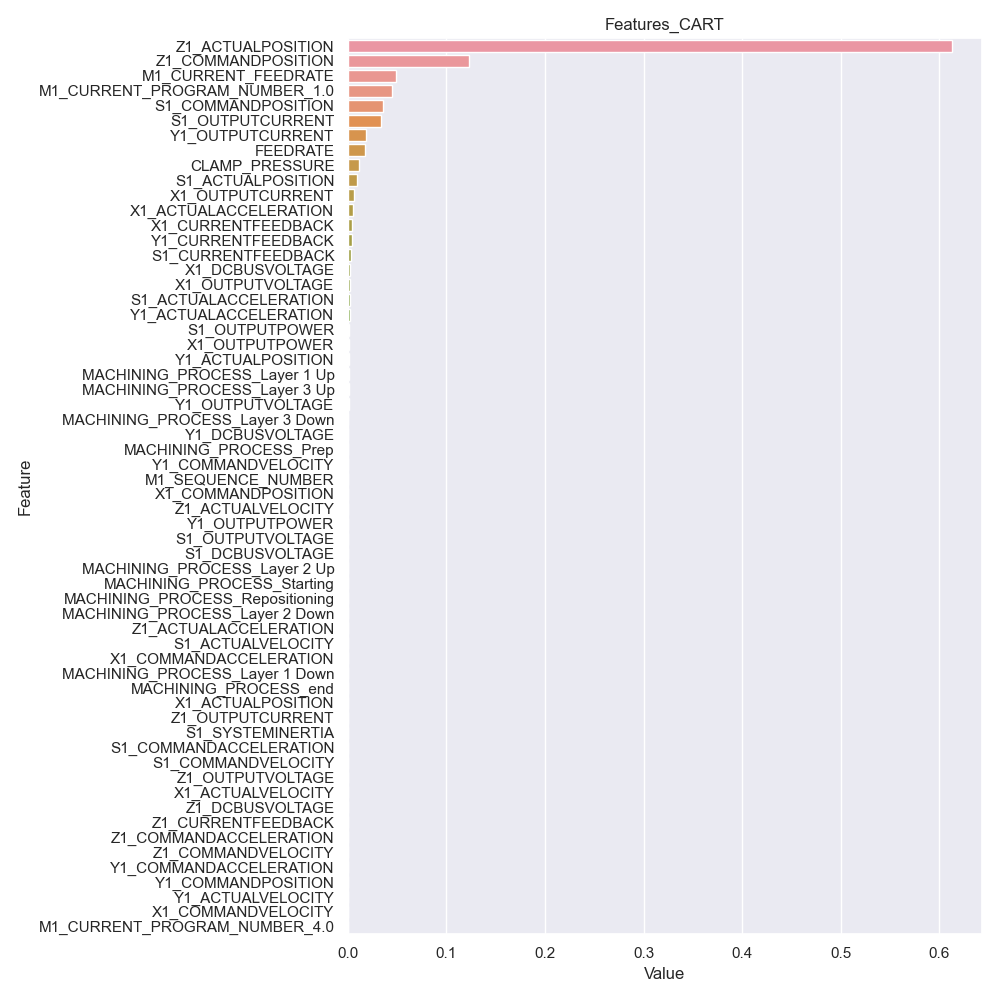 Features_CART
Z1_ACTUALPOSITION
Z1_COMMANDPOSITION
M1_CURRENT_FEEDRATE
M1_CURRENT_PROGRAM_NUMBER_1.0
S1_COMMANDPOSITION
S1_OUTPUTCURRENT
Y1_OUTPUTCURRENT
FEEDRATE
CLAMP_PRESSURE
S1_ACTUALPOSITION
X1_OUTPUTCURRENT
X1_ACTUALACCELERATION
X1_CURRENTFEEDBACK
Y1_CURRENTFEEDBACK
S1_CURRENTFEEDBACK
X1_DCBUSVOLTAGE
X1_OUTPUTVOLTAGE
S1_ACTUALACCELERATION
Y1_ACTUALACCELERATION
S1_OUTPUTPOWER
X1_OUTPUTPOWER
Y1_ACTUALPOSITION
MACHINING_PROCESS_Layer 1 Up
MACHINING_PROCESS_Layer 3 Up
Y1_OUTPUTVOLTAGE
MACHINING_PROCESS_Layer 3 Down
Y1_DCBUSVOLTAGE
MACHINING_PROCESS_Prep
Y1_COMMANDVELOCITY
M1_SEQUENCE_NUMBER
X1_COMMANDPOSITION
Z1_ACTUALVELOCITY
Y1_OUTPUTPOWER
S1_OUTPUTVOLTAGE
S1_DCBUSVOLTAGE
MACHINING_PROCESS_Layer 2 Up
MACHINING_PROCESS_Starting
MACHINING_PROCESS_Repositioning
MACHINING_PROCESS_Layer 2 Down
Z1_ACTUALACCELERATION
S1_ACTUALVELOCITY
X1_COMMANDACCELERATION
MACHINING_PROCESS_Layer 1 Down
MACHINING_PROCESS_end
X1_ACTUALPOSITION
Z1_OUTPUTCURRENT
S1_SYSTEMINERTIA
S1_COMMANDACCELERATION
S1_COMMANDVELOCITY
Z1_OUTPUTVOLTAGE
X1_ACTUALVELOCITY
Z1_DCBUSVOLTAGE
Z1_CURRENTFEEDBACK
Z1_COMMANDACCELERATION
Z1_COMMANDVELOCITY
Y1_COMMANDACCELERATION
Y1_COMMANDPOSITION
Y1_ACTUALVELOCITY
X1_COMMANDVELOCITY
M1_CURRENT_PROGRAM_NUMBER_4.0
Feature
0.0 0.1 0.2 0.3 0.4 0.5 0.6
Value